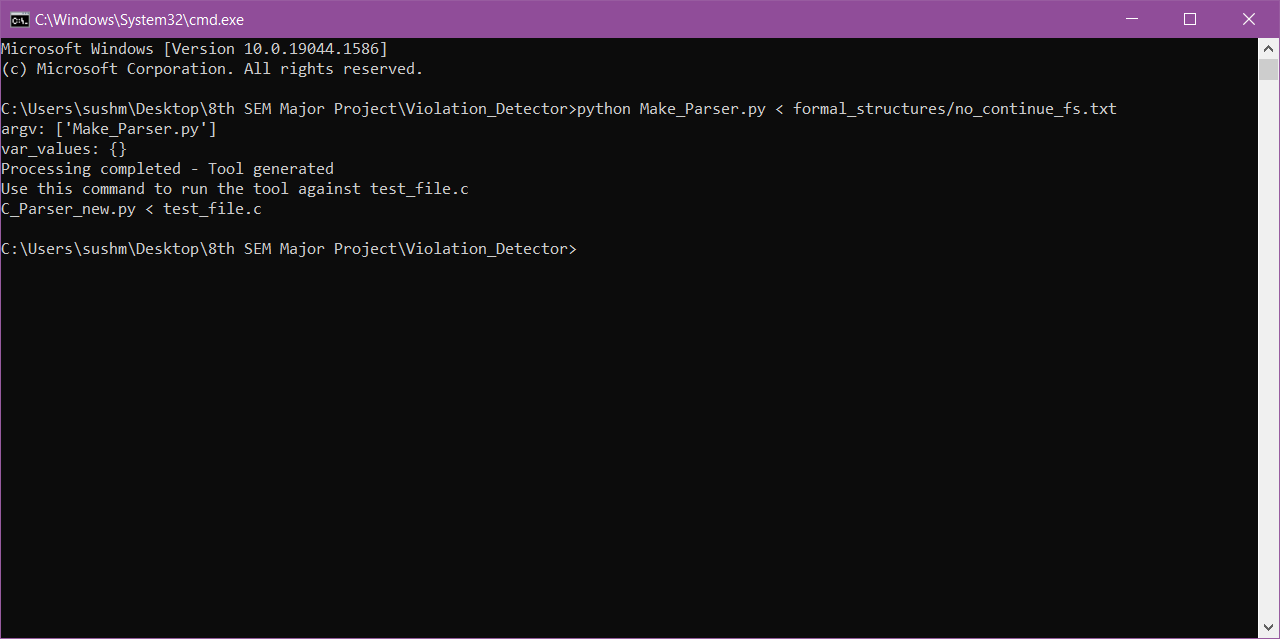 C:\Windows\System32\cmd.exe
Microsoft Windows [Version 10.0.19044.1586]
(c) Microsoft Corporation. All rights reserved.
C:\Users\sushm\Desktop\8th SEM Major Project\Violation_Detector>python Make_Parser.py < formal_structures/no_continue_fs.txt
argv: ['Make_Parser.py']
var_values: {}
Processing completed - Tool generated
Use this command to run the tool against test_file.c
C_Parser_new.py < test_file.c
C:\Users\sushm\Desktop\8th SEM Major Project\Violation_Detector>